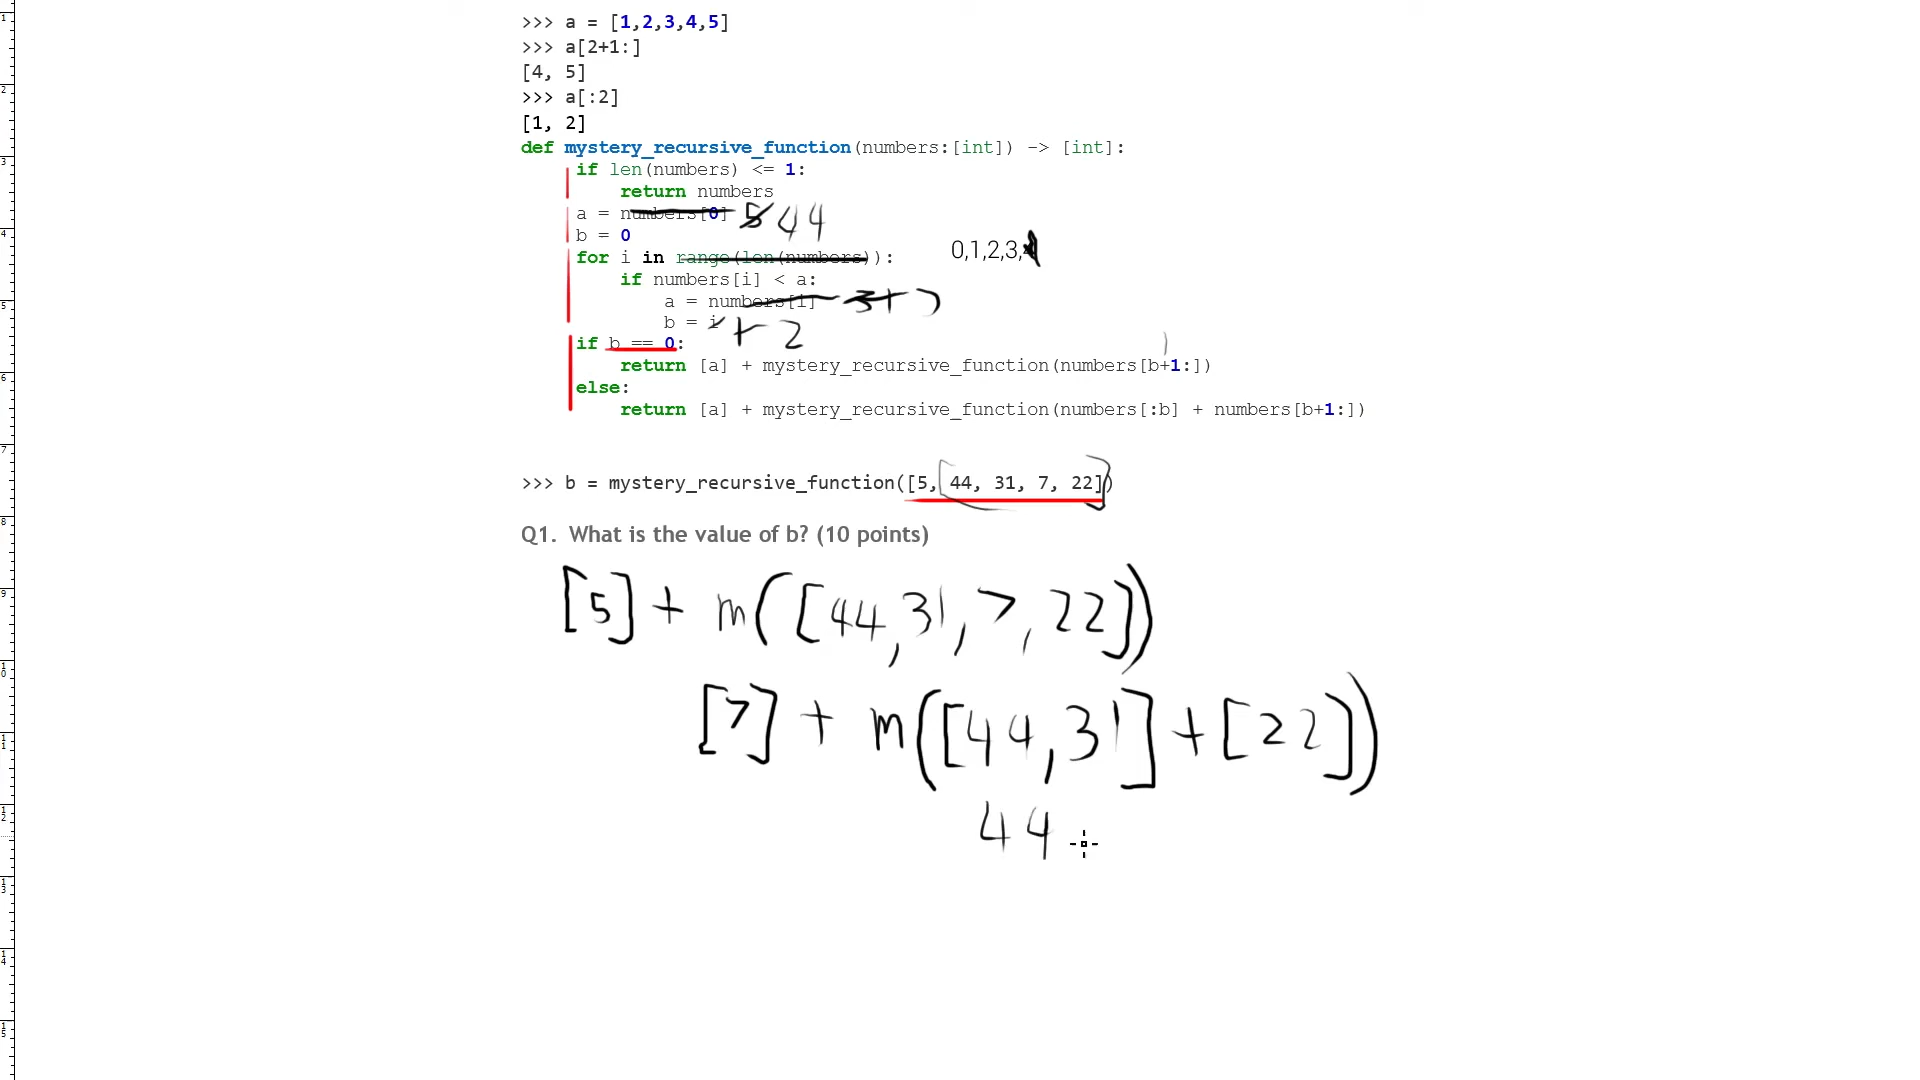 >>> a = [1,2,3,4,5]
>>> a[2+1:]
[4, 5]
>>> a[:2]
[1, 2]
def mystery_recursive_function(numbers:[int]) -> [int]:
if len(numbers) <= 1:
return numbers
a = numbers[0] 5 44
b = 0
for i in range(len(numbers)): 0,1,2,3,4
if numbers[i] < a:
a = numbers[i] 31 7
b = i 1 2
if b == 0:
1
return [a] + mystery_recursive_function(numbers[b+1:])
else:
return [a] + mystery_recursive_function(numbers[:b] + numbers[b+1:])
>>> b = mystery_recursive_function([5, 44, 31, 7, 22])
Q1. What is the value of b? (10 points)
[5] + m([44,31,7,22])
[7] + m([44,31]+[22])
44